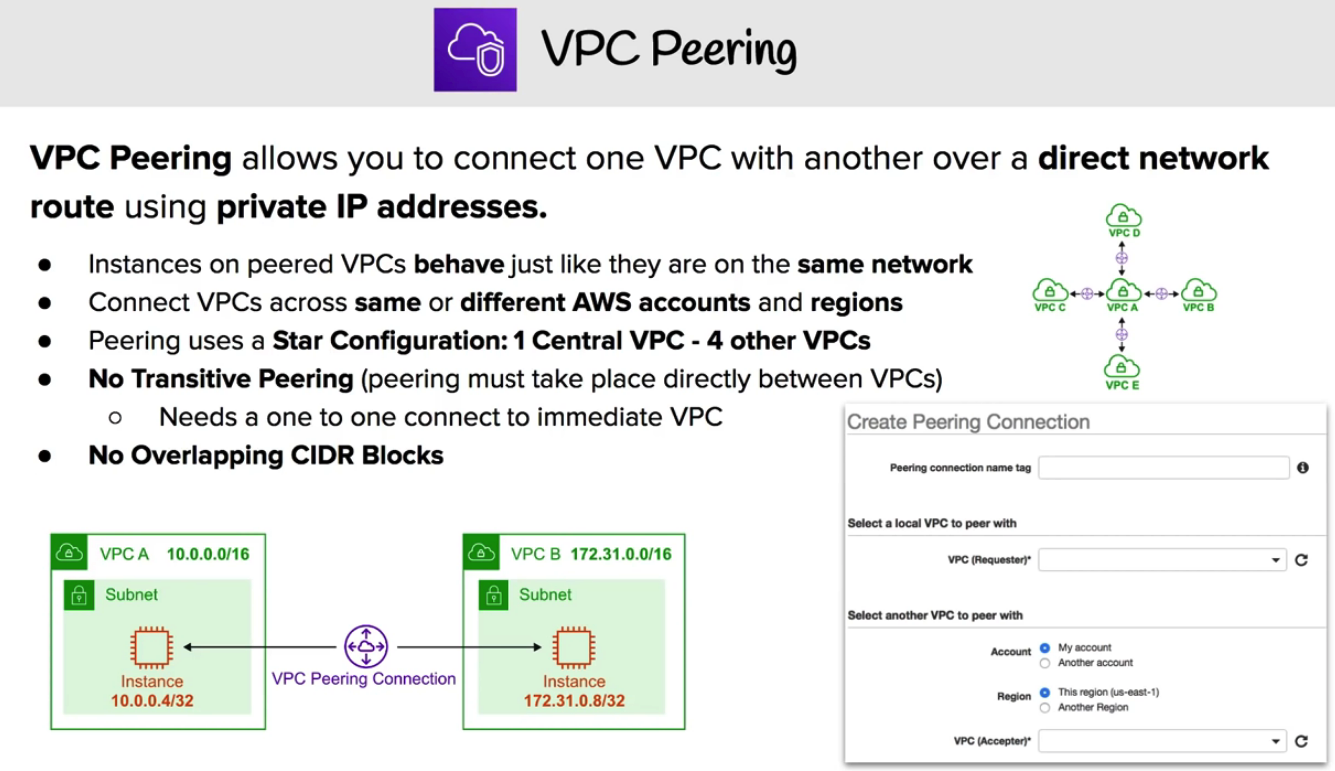 VPC Peering
VPC Peering allows you to connect one VPC with another over a direct network
route using private IP addresses.
● Instances on peered VPCs behave just like they are on the same network
● Connect VPCs across same or different AWS accounts and regions
● Peering uses a Star Configuration: 1 Central VPC - 4 other VPCs
● No Transitive Peering (peering must take place directly between VPCs)
○ Needs a one to one connect to immediate VPC
● No Overlapping CIDR Blocks
VPC D
VPC C VPC A VPC B
VPC E
VPC A 10.0.0.0/16
Subnet
Instance
10.0.0.4/32
VPC Peering Connection
VPC B 172.31.0.0/16
Subnet
Instance
172.31.0.8/32
Create Peering Connection
Peering connection name tag
Select a local VPC to peer with
VPC (Requester)*
Select another VPC to peer with
Account My account
Another account
Region This region (us-east-1)
Another Region
VPC (Accepter)*